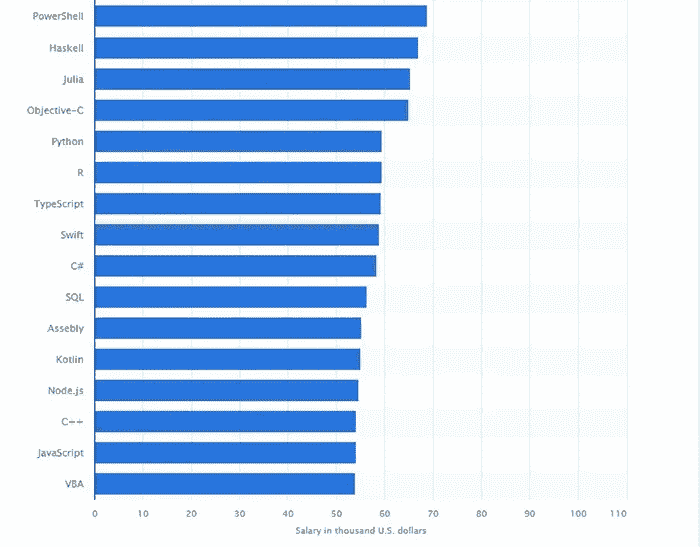 PowerShell
Haskell
Julia
Objective-C
Python
R
TypeScript
Swift
C#
SQL
Assebly
Kotlin
Node.js
C++
JavaScript
VBA
0 10 20 30 40 50 60 70 80 90 100 110
Salary in thousand U.S. dollars